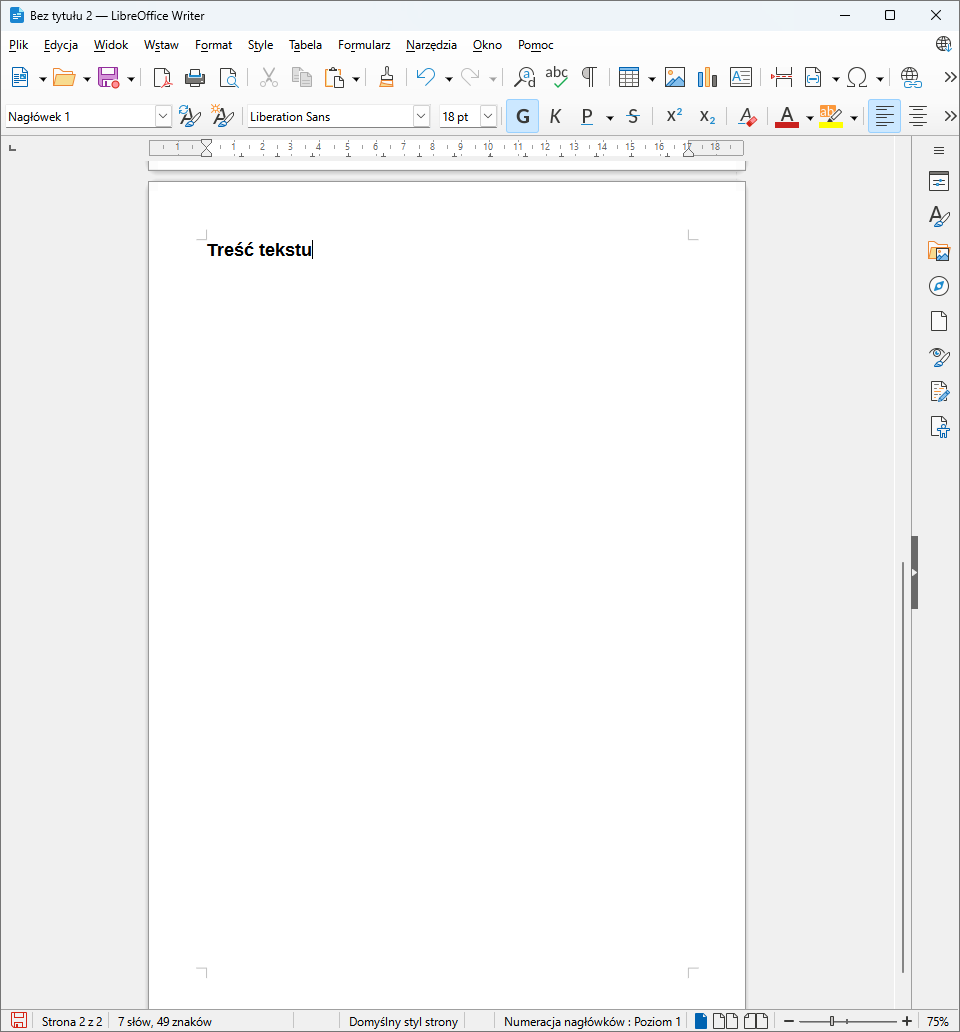 Bez tytułu 2 — LibreOffice Writer
Plik Edycja Widok Wstaw Format Style Tabela Formularz Narzędzia Okno Pomoc
Nagłówek 1 Liberation Sans 18 pt G K P S X² X₂ A A ab
1 1 2 3 4 5 6 7 8 9 10 11 12 13 14 15 16 17 18
Treść tekstu
Strona 2 z 2 7 słów, 49 znaków Domyślny styl strony Numeracja nagłówków : Poziom 1 75%